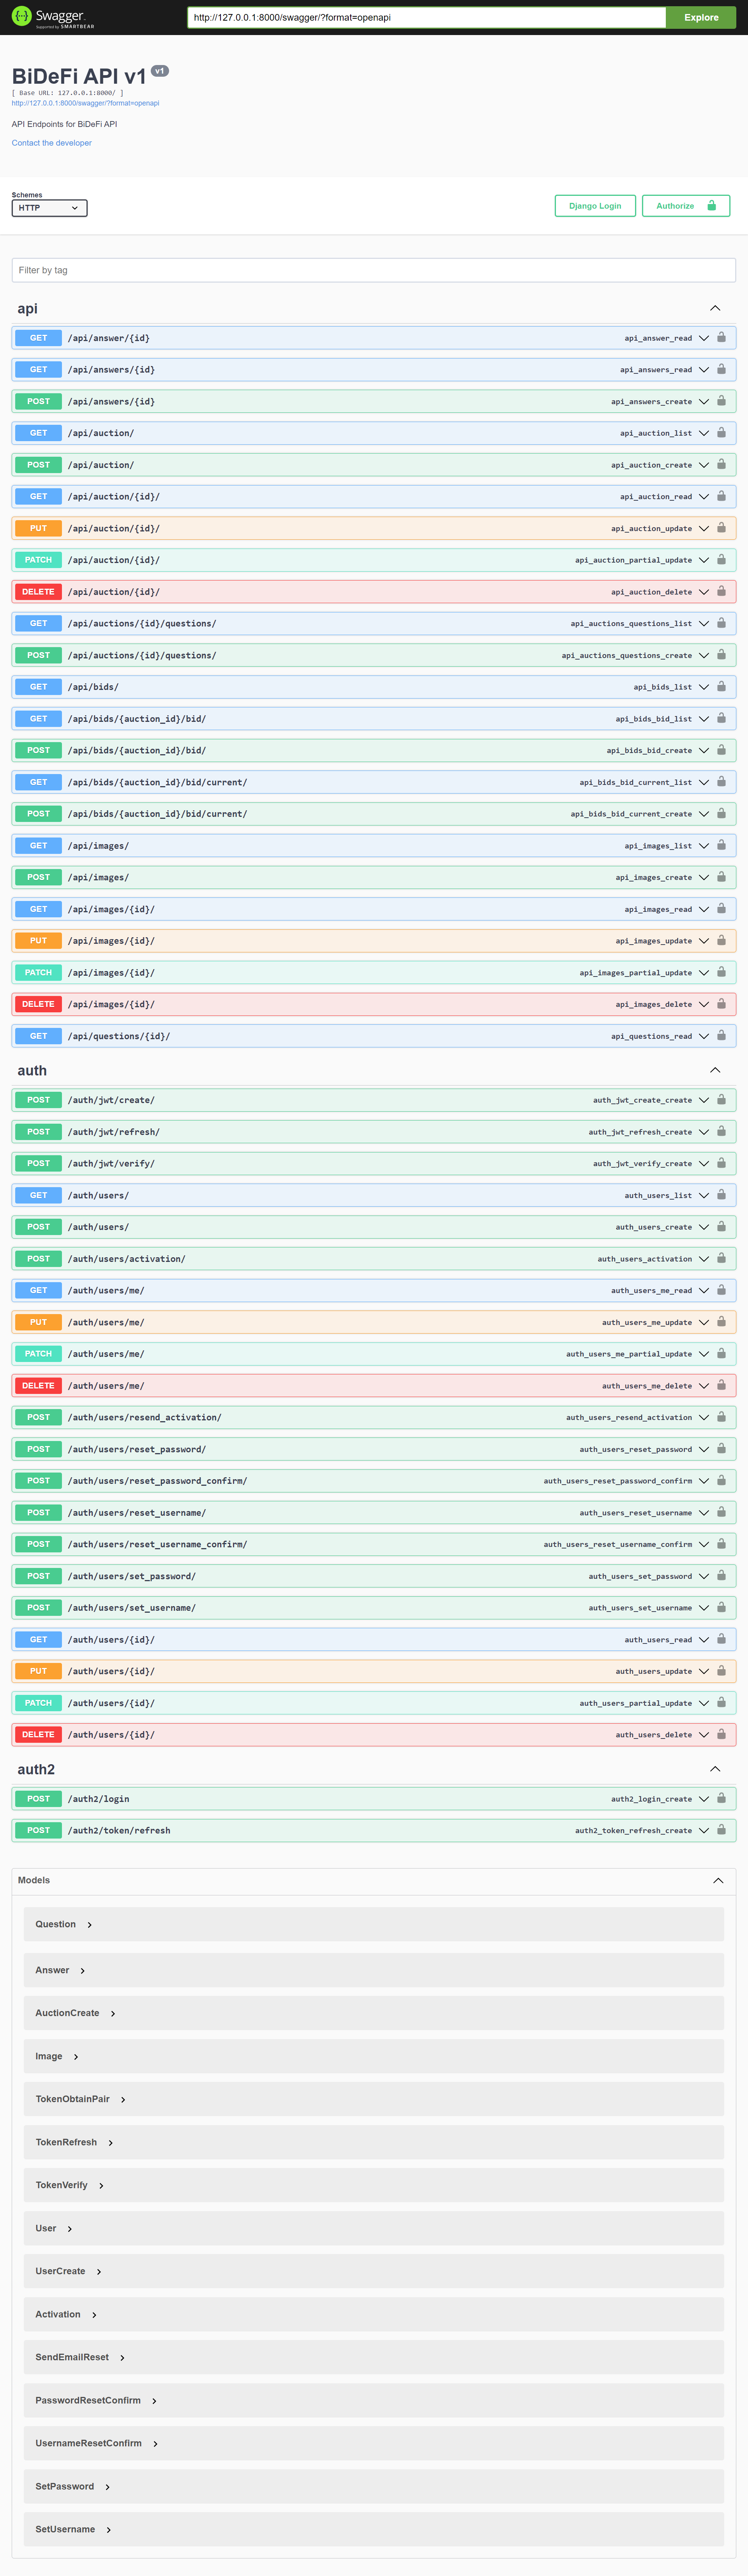 Swagger. http://127.0.0.1:8000/swagger/?format=openapi Explore
Supported by SMARTBEAR
BiDeFi API v1 v1
[ Base URL: 127.0.0.1:8000/ ]
http://127.0.0.1:8000/swagger/?format=openapi
API Endpoints for BiDeFi API
Contact the developer
Schemes
HTTP Django Login Authorize
Filter by tag
api
GET /api/answer/{id} api_answer_read
GET /api/answers/{id} api_answers_read
POST /api/answers/{id} api_answers_create
GET /api/auction/ api_auction_list
POST /api/auction/ api_auction_create
GET /api/auction/{id}/ api_auction_read
PUT /api/auction/{id}/ api_auction_update
PATCH /api/auction/{id}/ api_auction_partial_update
DELETE /api/auction/{id}/ api_auction_delete
GET /api/auctions/{id}/questions/ api_auctions_questions_list
POST /api/auctions/{id}/questions/ api_auctions_questions_create
GET /api/bids/ api_bids_list
GET /api/bids/{auction_id}/bid/ api_bids_bid_list
POST /api/bids/{auction_id}/bid/ api_bids_bid_create
GET /api/bids/{auction_id}/bid/current/ api_bids_bid_current_list
POST /api/bids/{auction_id}/bid/current/ api_bids_bid_current_create
GET /api/images/ api_images_list
POST /api/images/ api_images_create
GET /api/images/{id}/ api_images_read
PUT /api/images/{id}/ api_images_update
PATCH /api/images/{id}/ api_images_partial_update
DELETE /api/images/{id}/ api_images_delete
GET /api/questions/{id}/ api_questions_read
auth
POST /auth/jwt/create/ auth_jwt_create_create
POST /auth/jwt/refresh/ auth_jwt_refresh_create
POST /auth/jwt/verify/ auth_jwt_verify_create
GET /auth/users/ auth_users_list
POST /auth/users/ auth_users_create
POST /auth/users/activation/ auth_users_activation
GET /auth/users/me/ auth_users_me_read
PUT /auth/users/me/ auth_users_me_update
PATCH /auth/users/me/ auth_users_me_partial_update
DELETE /auth/users/me/ auth_users_me_delete
POST /auth/users/resend_activation/ auth_users_resend_activation
POST /auth/users/reset_password/ auth_users_reset_password
POST /auth/users/reset_password_confirm/ auth_users_reset_password_confirm
POST /auth/users/reset_username/ auth_users_reset_username
POST /auth/users/reset_username_confirm/ auth_users_reset_username_confirm
POST /auth/users/set_password/ auth_users_set_password
POST /auth/users/set_username/ auth_users_set_username
GET /auth/users/{id}/ auth_users_read
PUT /auth/users/{id}/ auth_users_update
PATCH /auth/users/{id}/ auth_users_partial_update
DELETE /auth/users/{id}/ auth_users_delete
auth2
POST /auth2/login auth2_login_create
POST /auth2/token/refresh auth2_token_refresh_create
Models
Question
Answer
AuctionCreate
Image
TokenObtainPair
TokenRefresh
TokenVerify
User
UserCreate
Activation
SendEmailReset
PasswordResetConfirm
UsernameResetConfirm
SetPassword
SetUsername